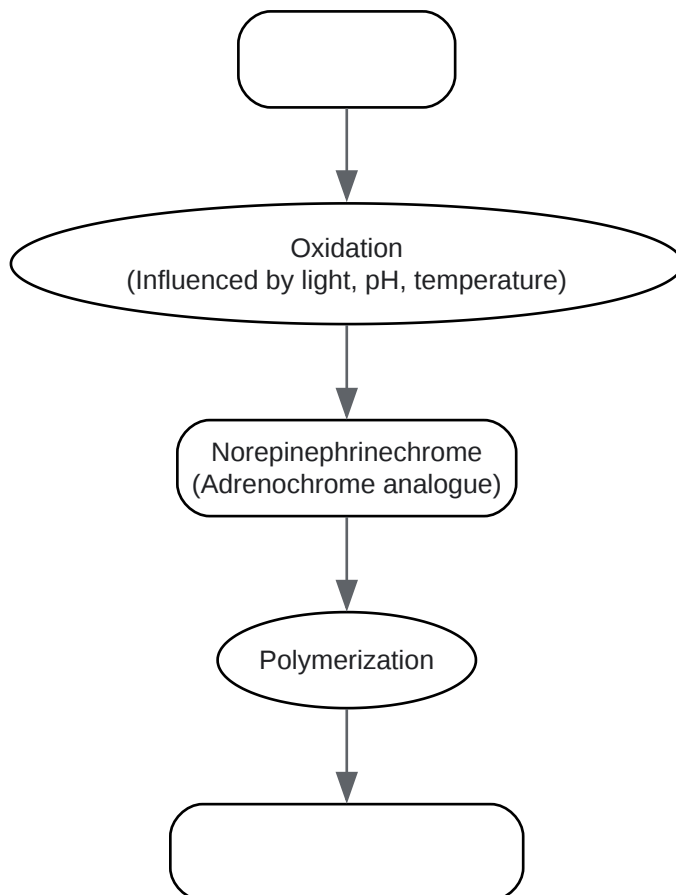 Oxidation
(Influenced by light, pH, temperature)
Norepinephrinechrome
(Adrenochrome analogue)
Polymerization